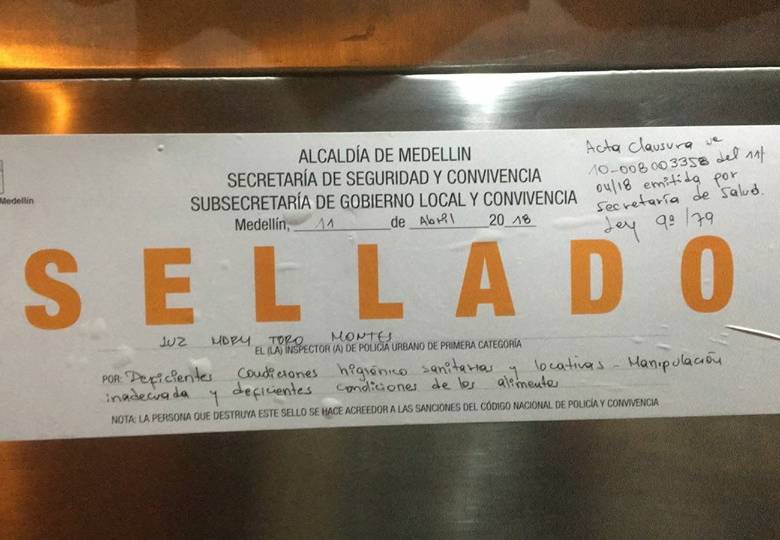 Medellín
ALCALDÍA DE MEDELLIN
SECRETARÍA DE SEGURIDAD Y CONVIVENCIA
SUBSECRETARÍA DE GOBIERNO LOCAL Y CONVIVENCIA
Medellín, 11 de Abril 20 18
Acta Clausura
10-008003358 del 11/
04/18 emitida por
secretaría de Salud.
Ley 9ª/79
SELLADO
LUZ MERY TORO MONTES
EL (LA) INSPECTOR (A) DE POLICÍA URBANO DE PRIMERA CATEGORÍA
POR: Deficientes Condiciones higiénico sanitarias y locativas - Manipulación
inadecuada y deficientes condiciones de los alimentos
NOTA: LA PERSONA QUE DESTRUYA ESTE SELLO SE HACE ACREEDOR A LAS SANCIONES DEL CÓDIGO NACIONAL DE POLICÍA Y CONVIVENCIA